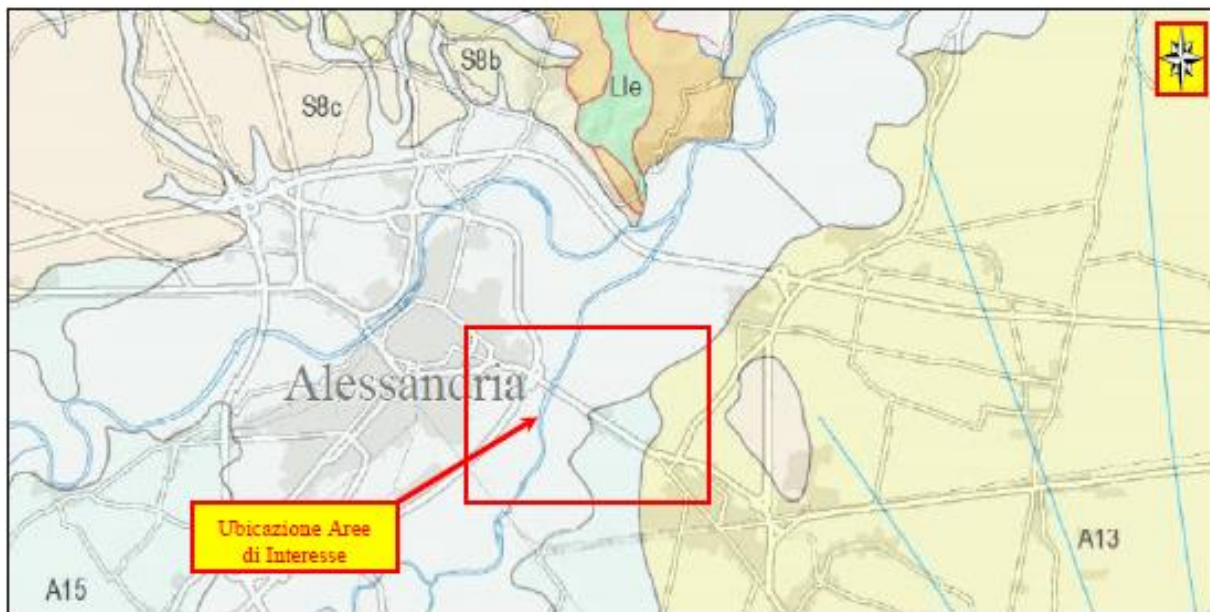 S8b
S8c
Lle
Alessandria
Ubicazione Aree
di Interesse
A13
A15